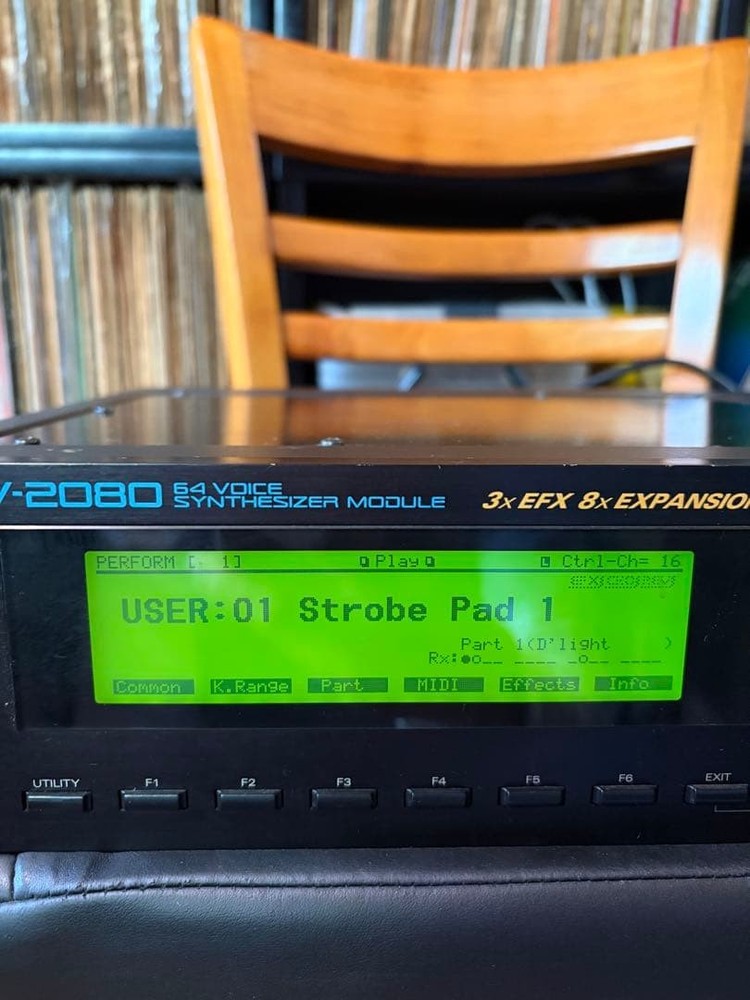 V-2080 64 VOICE SYNTHESIZER MODULE 3x EFX 8x EXPANSION
PERFORM [ 1] Play Ctrl-Ch= 16
USER:01 Strobe Pad 1
Part 1(D'light )
Rx:
Common K.Range Part MIDI Effects Info
UTILITY F1 F2 F3 F4 F5 F6 EXIT